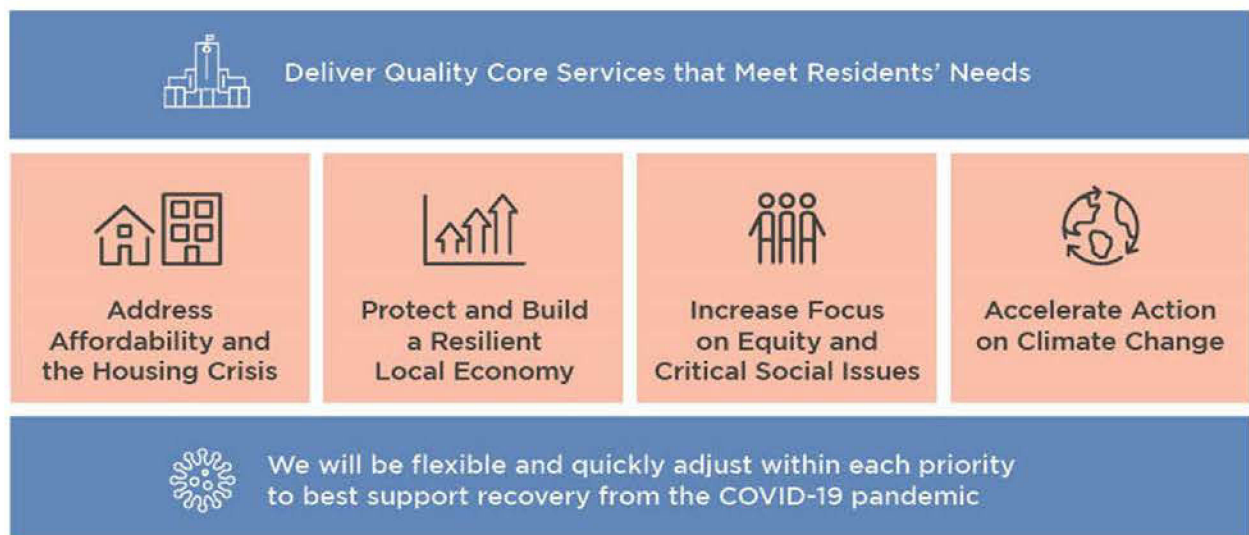 Deliver Quality Core Services that Meet Residents’ Needs
Address
Affordability and
the Housing Crisis
Protect and Build
a Resilient
Local Economy
Increase Focus
on Equity and
Critical Social Issues
Accelerate Action
on Climate Change
We will be flexible and quickly adjust within each priority
to best support recovery from the COVID-19 pandemic